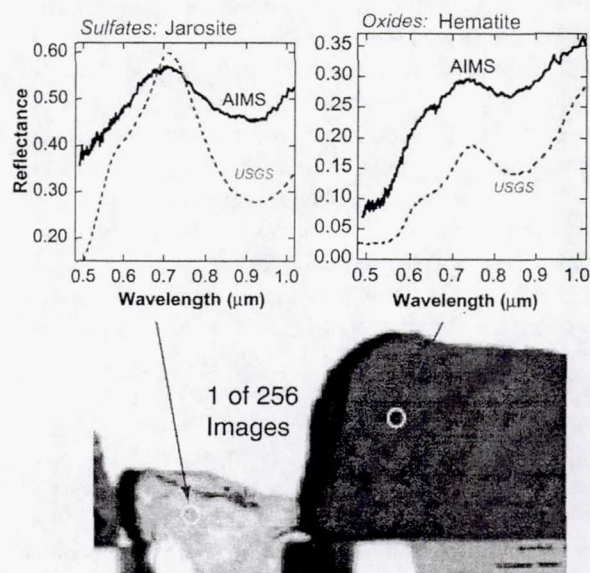 Sulfates: Jarosite
0.60
0.50
0.40
0.30
0.20
Reflectance
AIMS
USGS
0.5 0.6 0.7 0.8 0.9 1.0
Wavelength (μm)
Oxides: Hematite
0.35
0.30
0.25
0.20
0.15
0.10
0.05
0.00
AIMS
USGS
0.5 0.6 0.7 0.8 0.9 1.0
Wavelength (μm)
1 of 256
Images